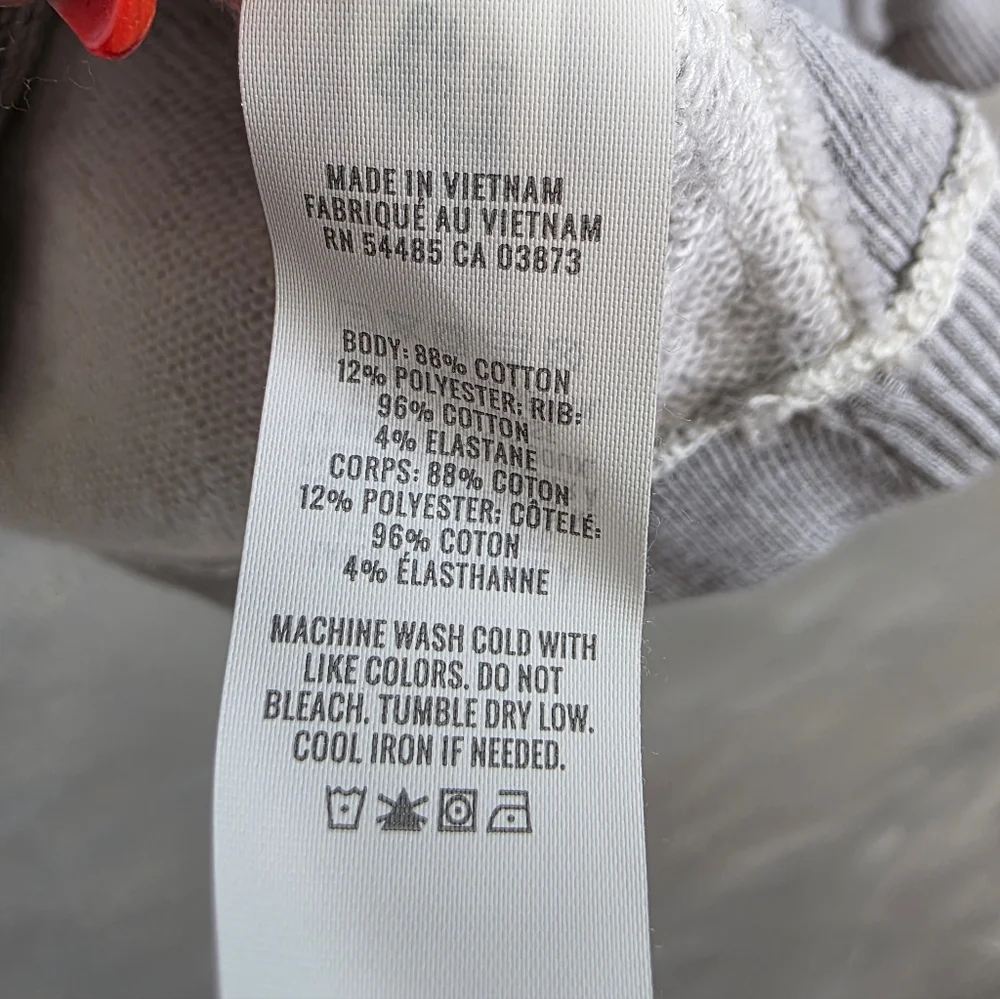 MADE IN VIETNAM
FABRIQUÉ AU VIETNAM
RN 54485 CA 03873
BODY: 88% COTTON
12% POLYESTER; RIB:
96% COTTON
4% ELASTANE
CORPS: 88% COTON
12% POLYESTER; CÔTELÉ:
96% COTON
4% ÉLASTHANNE
MACHINE WASH COLD WITH
LIKE COLORS. DO NOT
BLEACH. TUMBLE DRY LOW.
COOL IRON IF NEEDED.